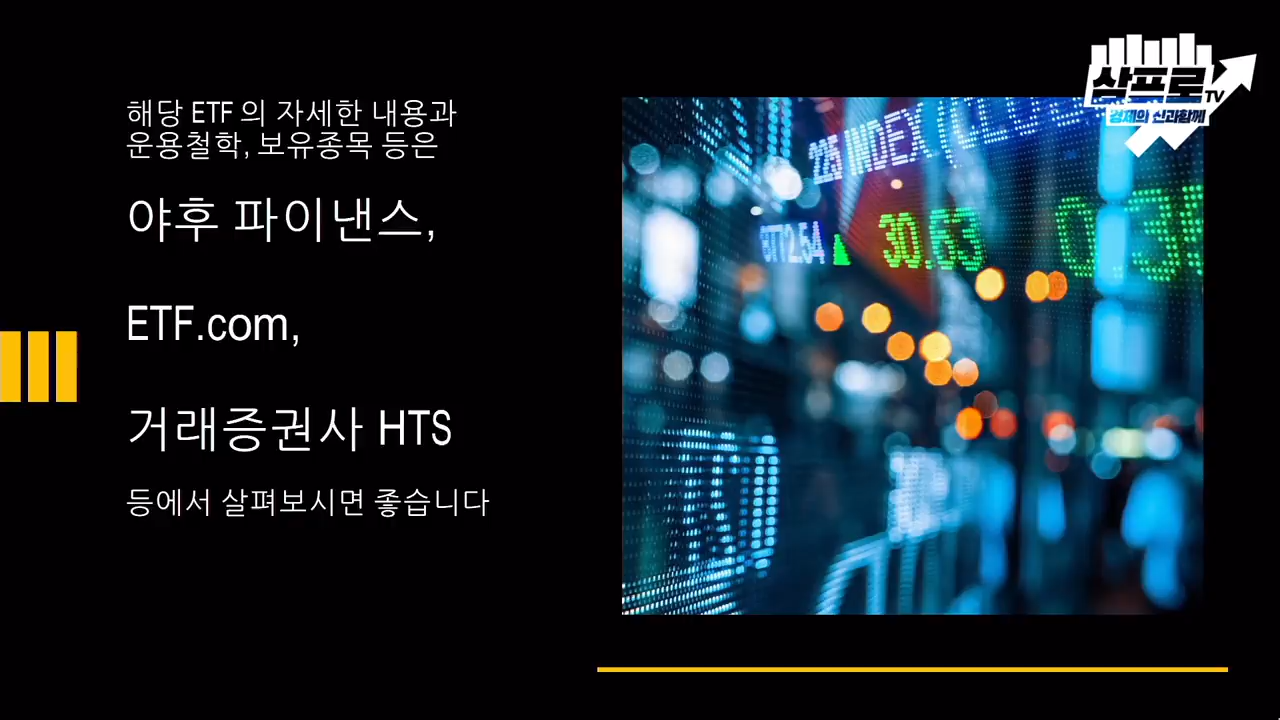 해당 ETF 의 자세한 내용과
운용철학, 보유종목 등은
야후 파이낸스,
ETF.com,
거래증권사 HTS
등에서 살펴보시면 좋습니다
삼프로TV
경제의 신과함께
225 INDEX
30.63